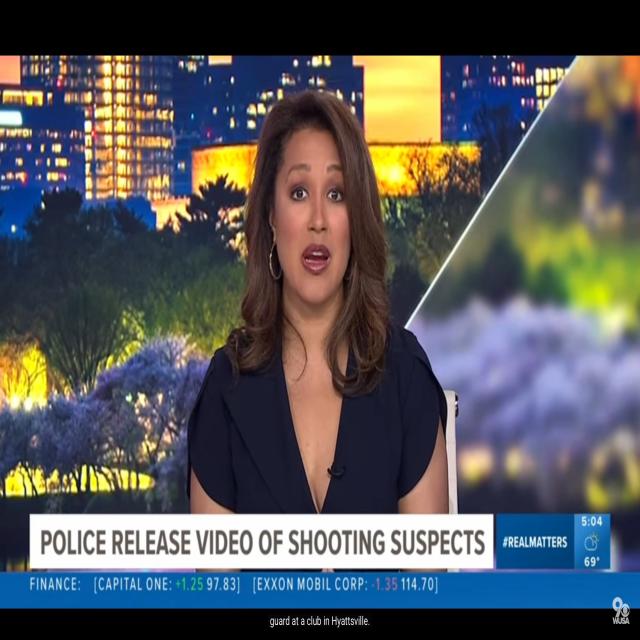 POLICE RELEASE VIDEO OF SHOOTING SUSPECTS
#REALMATTERS
5:04
69°
FINANCE: [CAPITAL ONE: +1.25 97.83] [EXXON MOBIL CORP: -1.35 114.70]
9
WUSA
guard at a club in Hyattsville.